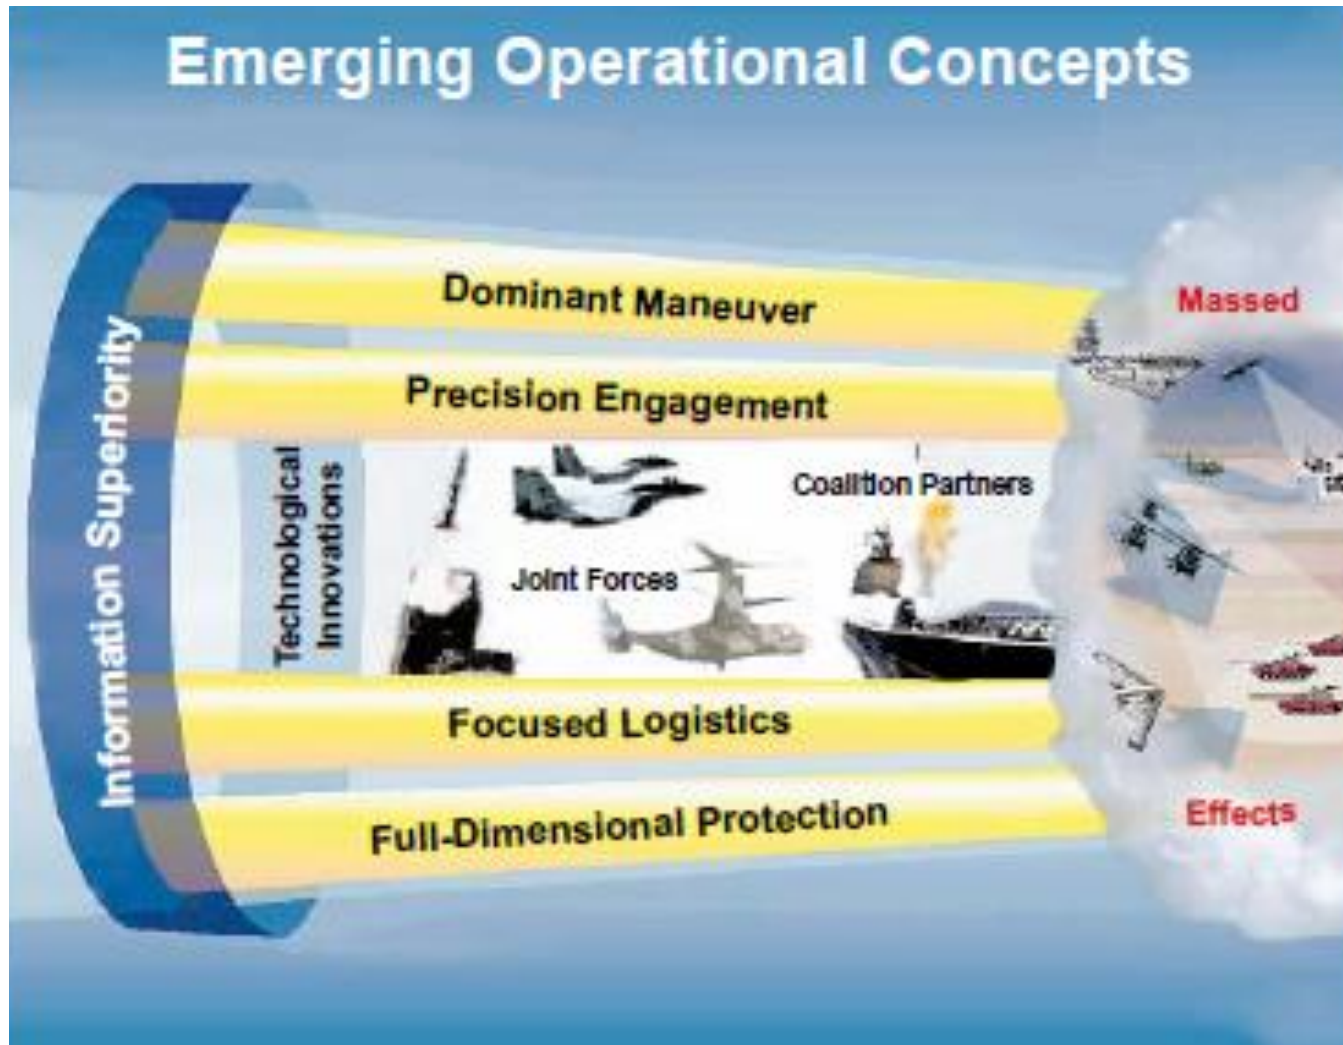 Emerging Operational Concepts
Information Superiority
Dominant Maneuver
Precision Engagement
Technological
Innovations
Joint Forces
Coalition Partners
Focused Logistics
Full-Dimensional Protection
Massed
Effects